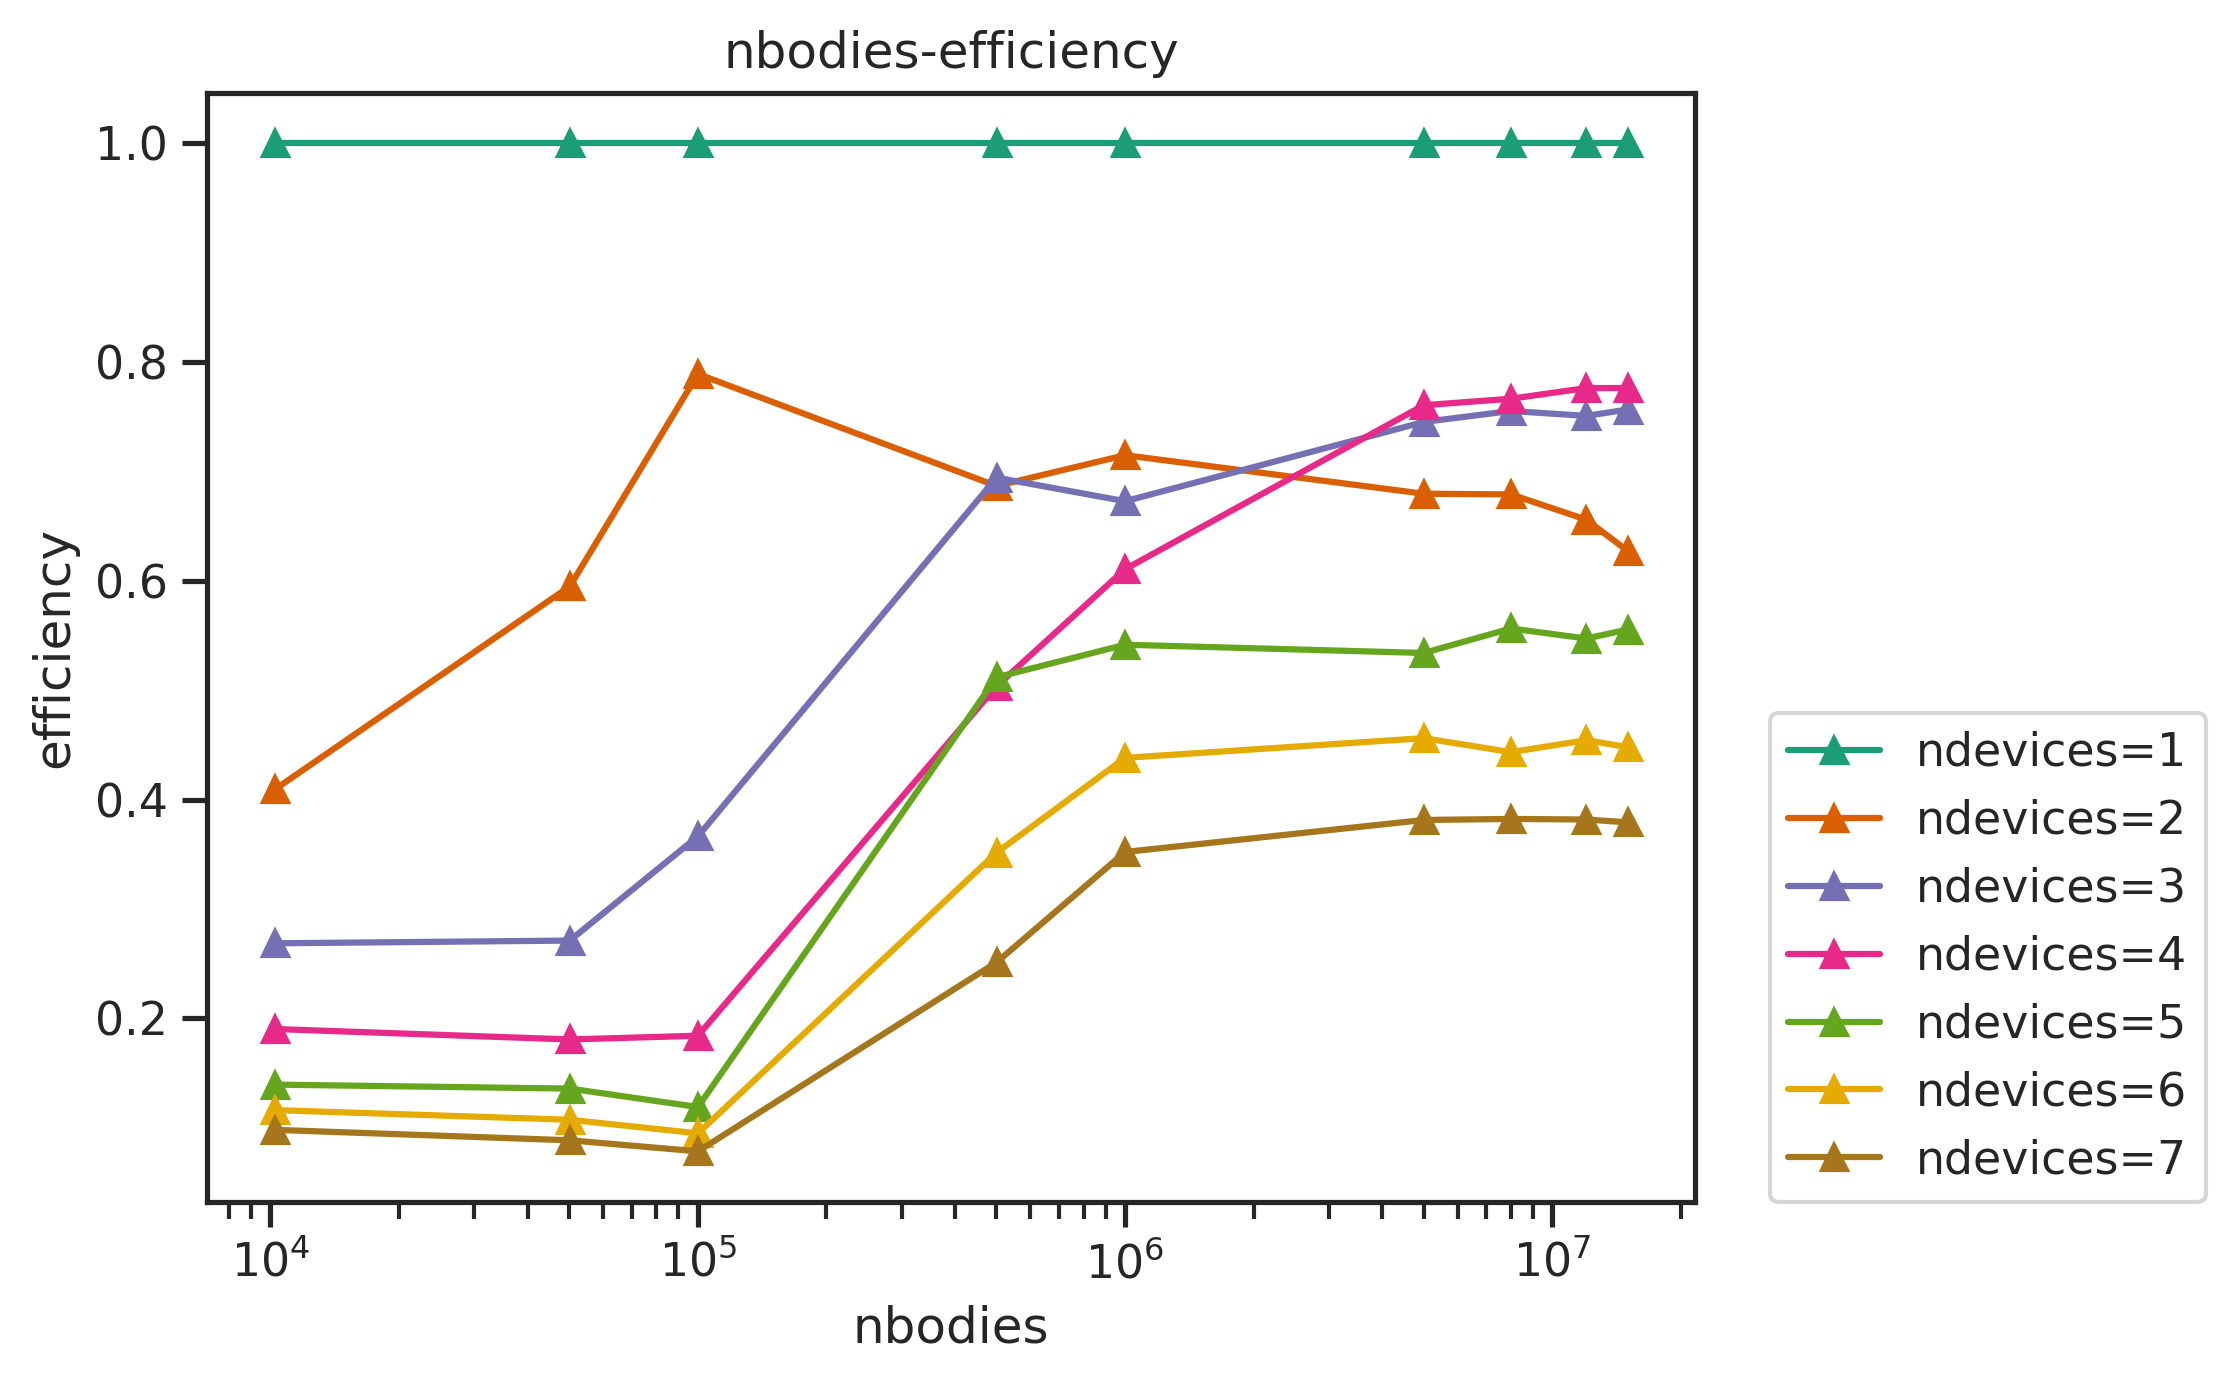 nbodies-efficiency
efficiency
1.0
0.8
0.6
0.4
0.2
10⁴ 10⁵ 10⁶ 10⁷
nbodies
ndevices=1
ndevices=2
ndevices=3
ndevices=4
ndevices=5
ndevices=6
ndevices=7